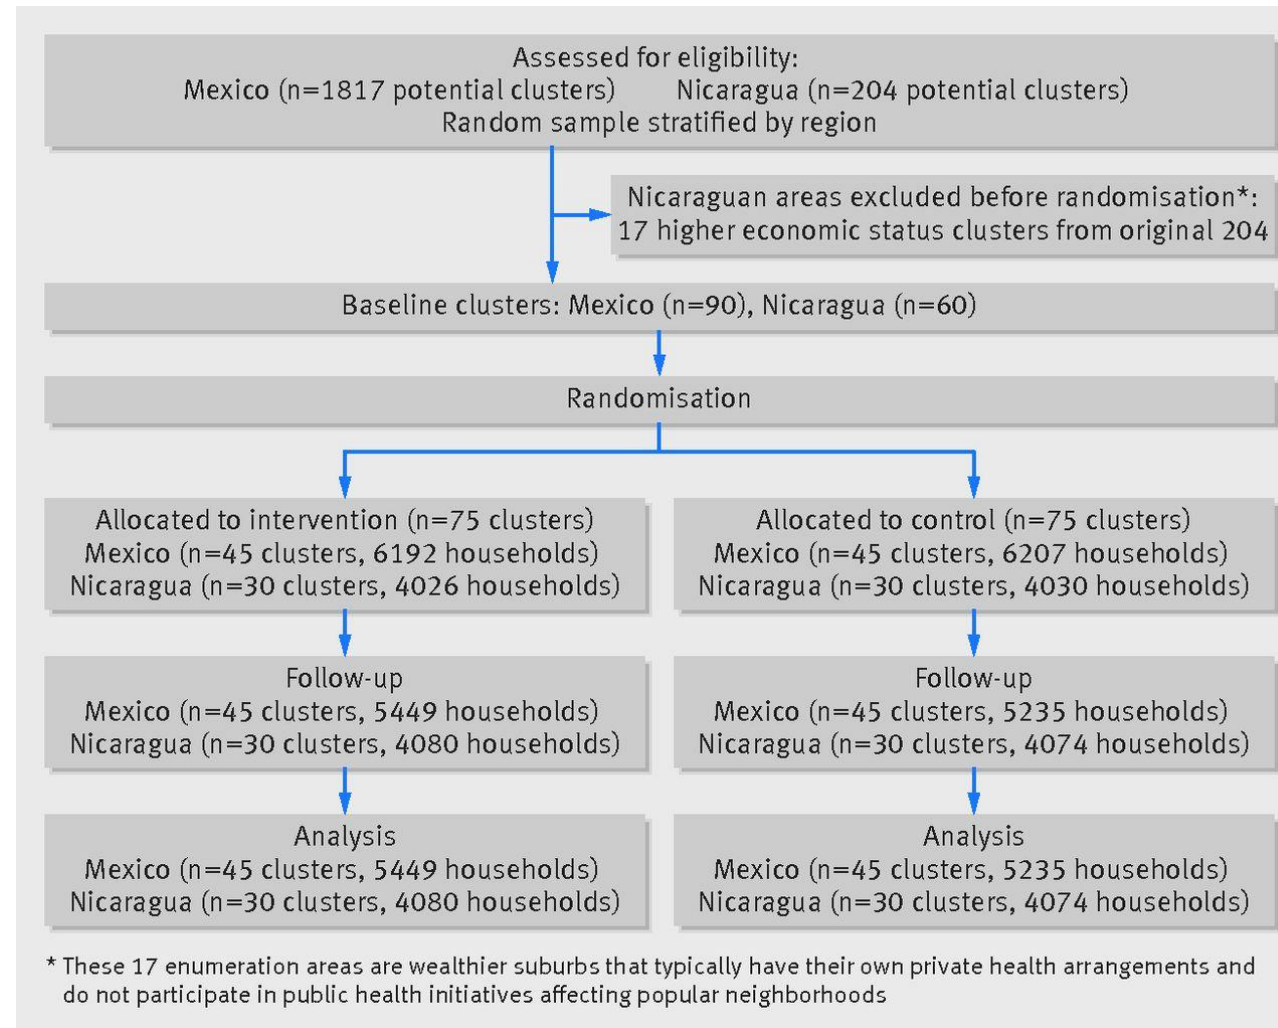 Assessed for eligibility:
Mexico (n=1817 potential clusters) Nicaragua (n=204 potential clusters)
Random sample stratified by region
Nicaraguan areas excluded before randomisation*:
17 higher economic status clusters from original 204
Baseline clusters: Mexico (n=90), Nicaragua (n=60)
Randomisation
Allocated to intervention (n=75 clusters)
Mexico (n=45 clusters, 6192 households)
Nicaragua (n=30 clusters, 4026 households)
Allocated to control (n=75 clusters)
Mexico (n=45 clusters, 6207 households)
Nicaragua (n=30 clusters, 4030 households)
Follow-up
Mexico (n=45 clusters, 5449 households)
Nicaragua (n=30 clusters, 4080 households)
Follow-up
Mexico (n=45 clusters, 5235 households)
Nicaragua (n=30 clusters, 4074 households)
Analysis
Mexico (n=45 clusters, 5449 households)
Nicaragua (n=30 clusters, 4080 households)
Analysis
Mexico (n=45 clusters, 5235 households)
Nicaragua (n=30 clusters, 4074 households)
* These 17 enumeration areas are wealthier suburbs that typically have their own private health arrangements and
do not participate in public health initiatives affecting popular neighborhoods